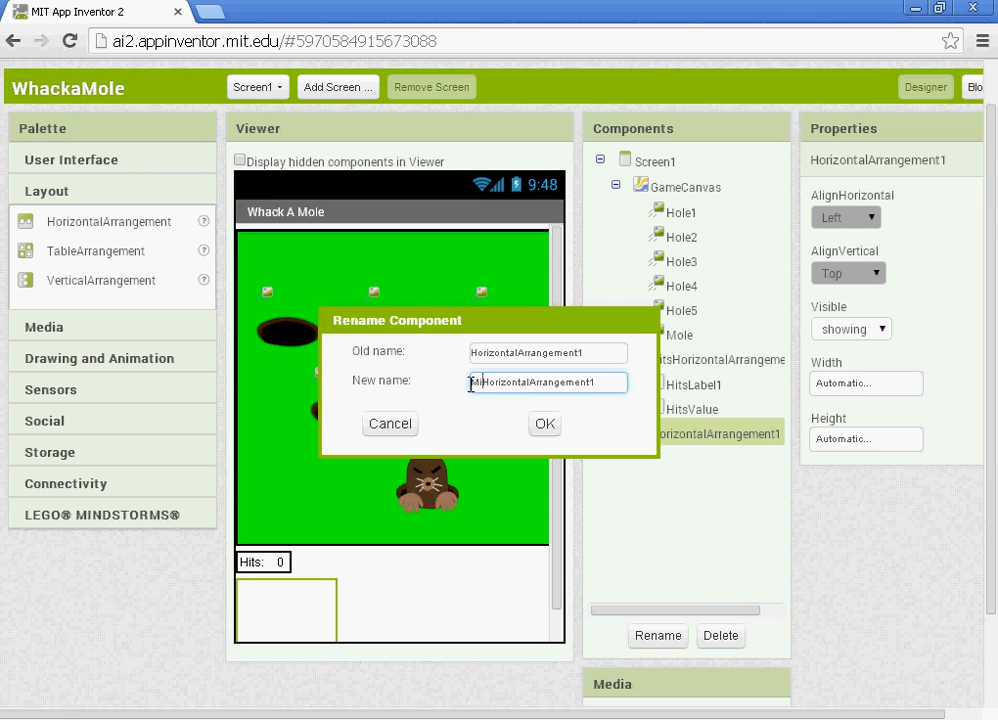 MIT App Inventor 2
ai2.appinventor.mit.edu/#5970584915673088
WhackaMole
Screen1
Add Screen ...
Remove Screen
Designer
Blo
Palette
User Interface
Layout
HorizontalArrangement
TableArrangement
VerticalArrangement
Media
Drawing and Animation
Sensors
Social
Storage
Connectivity
LEGO® MINDSTORMS®
Viewer
Display hidden components in Viewer
9:48
Whack A Mole
Hits: 0
Rename Component
Old name:
HorizontalArrangement1
New name:
MiHorizontalArrangement1
Cancel
OK
Components
Screen1
GameCanvas
Hole1
Hole2
Hole3
Hole4
Hole5
Mole
itsHorizontalArrangeme
HitsLabel1
HitsValue
orizontalArrangement1
Rename
Delete
Media
Properties
HorizontalArrangement1
AlignHorizontal
Left
AlignVertical
Top
Visible
showing
Width
Automatic...
Height
Automatic...